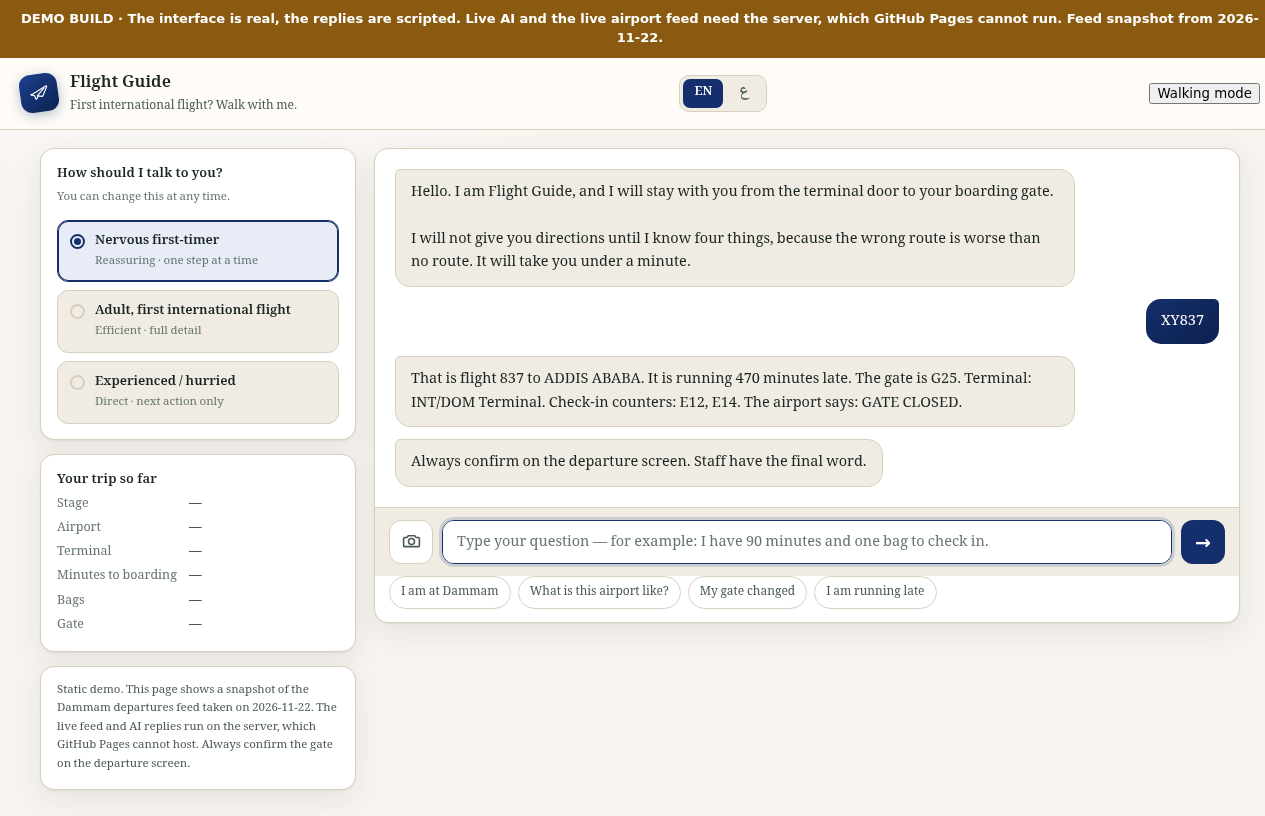 DEMO BUILD · The interface is real, the replies are scripted. Live AI and the live airport feed need the server, which GitHub Pages cannot run. Feed snapshot from 2026-
11-22.
Flight Guide
First international flight? Walk with me.
EN
ع
Walking mode
How should I talk to you?
You can change this at any time.
Nervous first-timer
Reassuring · one step at a time
Adult, first international flight
Efficient · full detail
Experienced / hurried
Direct · next action only
Your trip so far
Stage —
Airport —
Terminal —
Minutes to boarding —
Bags —
Gate —
Static demo. This page shows a snapshot of the
Dammam departures feed taken on 2026-11-22. The
live feed and AI replies run on the server, which
GitHub Pages cannot host. Always confirm the gate
on the departure screen.
Hello. I am Flight Guide, and I will stay with you from the terminal door to your boarding gate.
I will not give you directions until I know four things, because the wrong route is worse than
no route. It will take you under a minute.
XY837
That is flight 837 to ADDIS ABABA. It is running 470 minutes late. The gate is G25. Terminal:
INT/DOM Terminal. Check-in counters: E12, E14. The airport says: GATE CLOSED.
Always confirm on the departure screen. Staff have the final word.
Type your question — for example: I have 90 minutes and one bag to check in.
→
I am at Dammam
What is this airport like?
My gate changed
I am running late